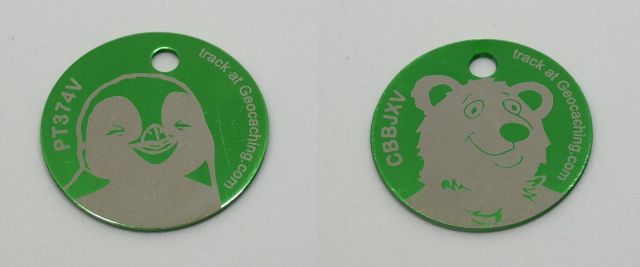 PT374V
track at Geocaching.com
CBBJXV
track at Geocaching.com